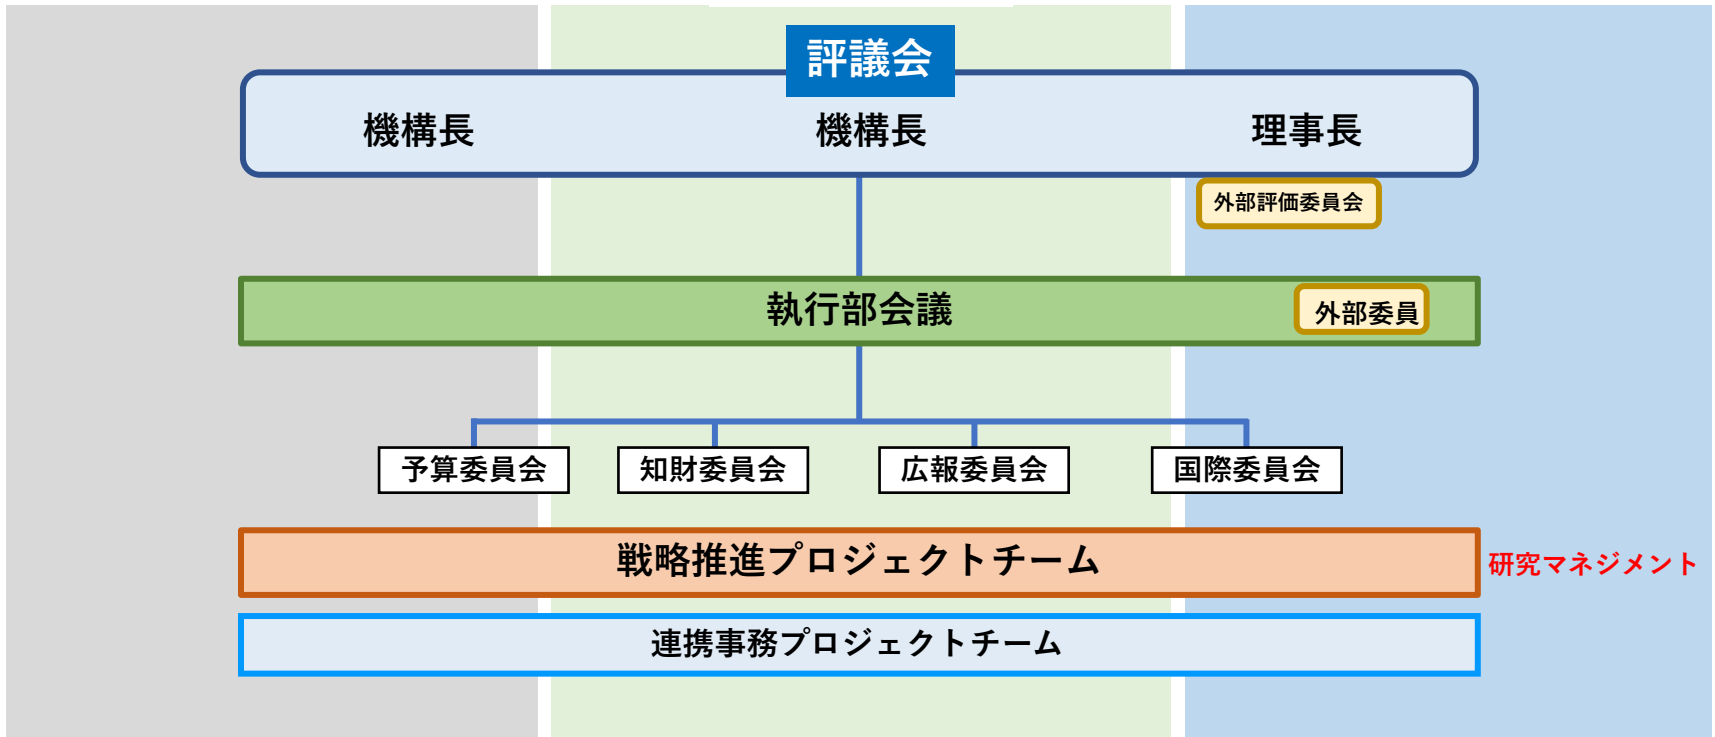 評議会
機構長
機構長
理事長
外部評価委員会
執行部会議
外部委員
予算委員会
知財委員会
広報委員会
国際委員会
戦略推進プロジェクトチーム
研究マネジメント
連携事務プロジェクトチーム